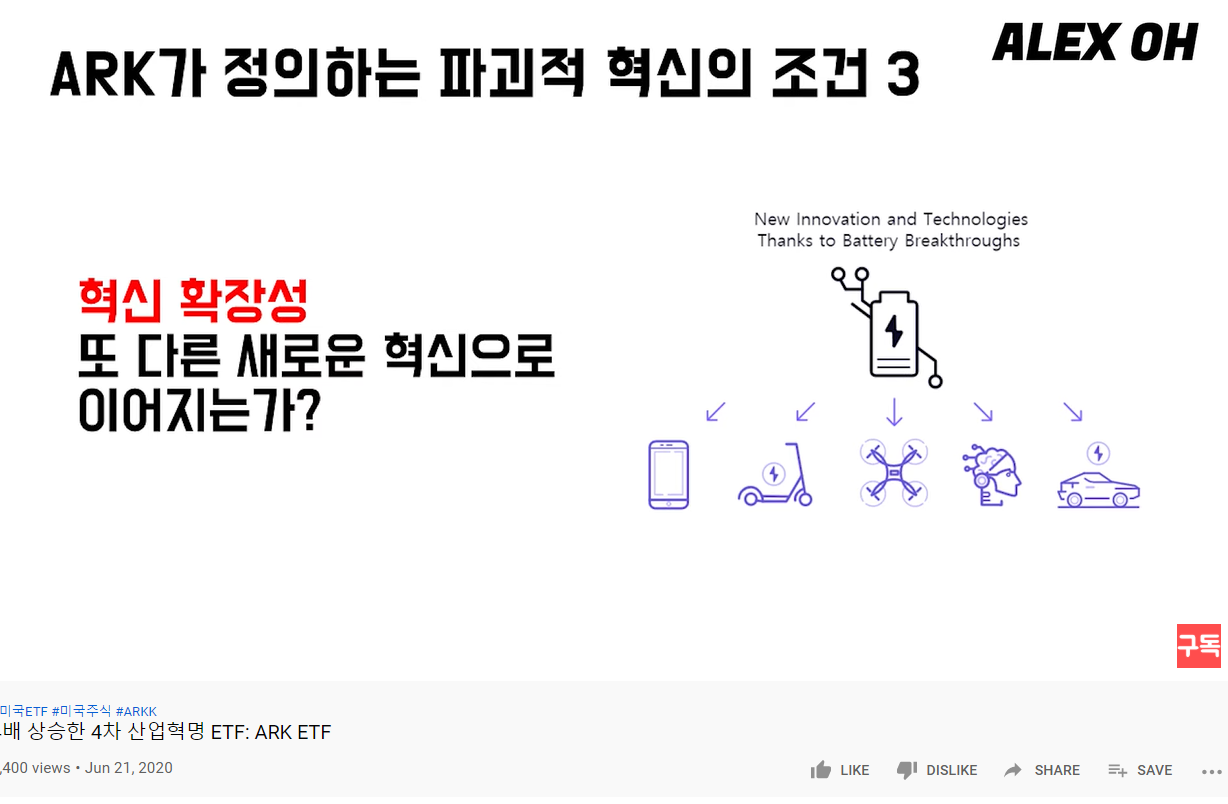 ALEX OH
ARK가 정의하는 파괴적 혁신의 조건 3
New Innovation and Technologies
Thanks to Battery Breakthroughs
혁신 확장성
또 다른 새로운 혁신으로
이어지는가?
구독
미국ETF #미국주식 #ARKK
배 상승한 4차 산업혁명 ETF: ARK ETF
,400 views • Jun 21, 2020
LIKE DISLIKE SHARE SAVE